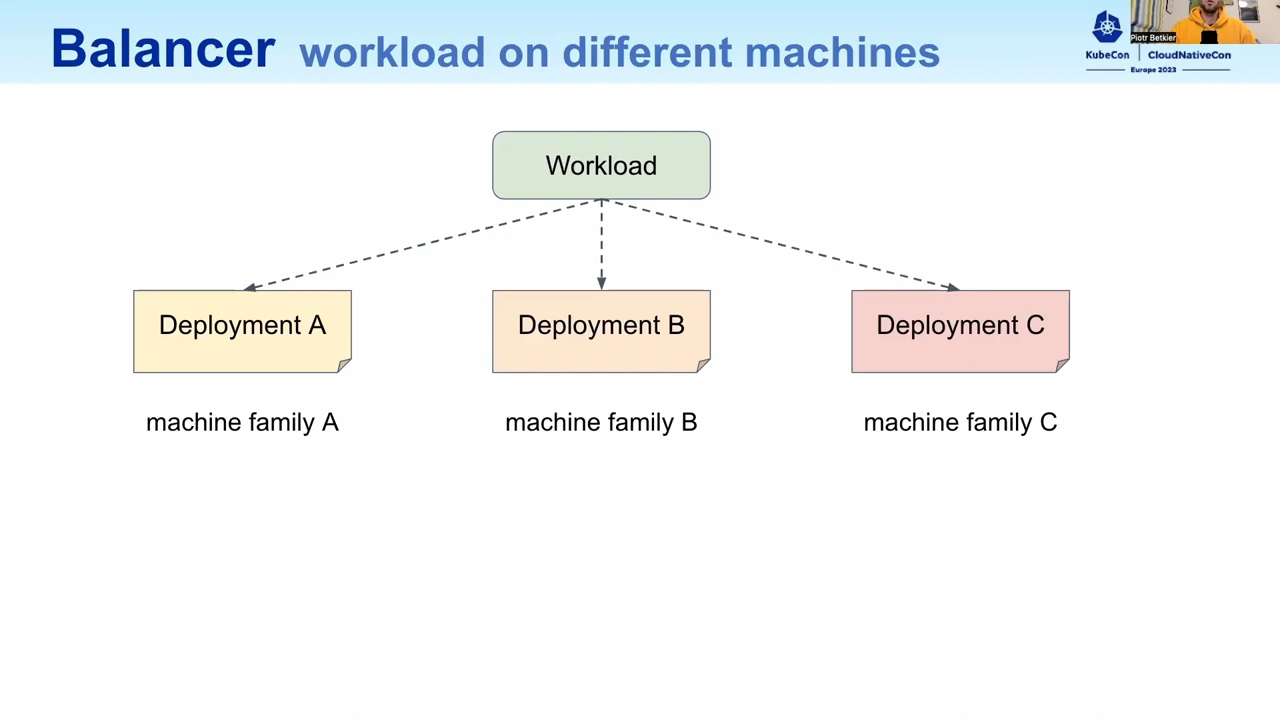 Balancer workload on different machines
Piotr Betkier
KubeCon | CloudNativeCon
Europe 2023
Workload
Deployment A
Deployment B
Deployment C
machine family A
machine family B
machine family C